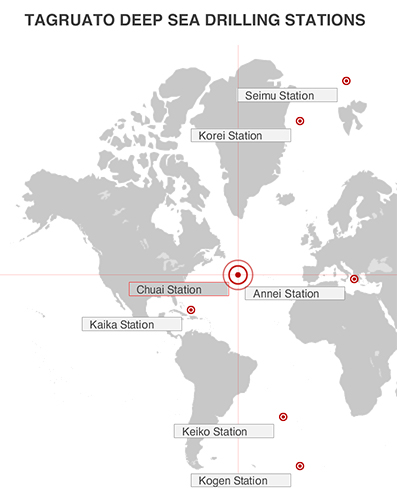 TAGRUATO DEEP SEA DRILLING STATIONS
Seimu Station
Korei Station
Chuai Station
Annei Station
Kaika Station
Keiko Station
Kogen Station